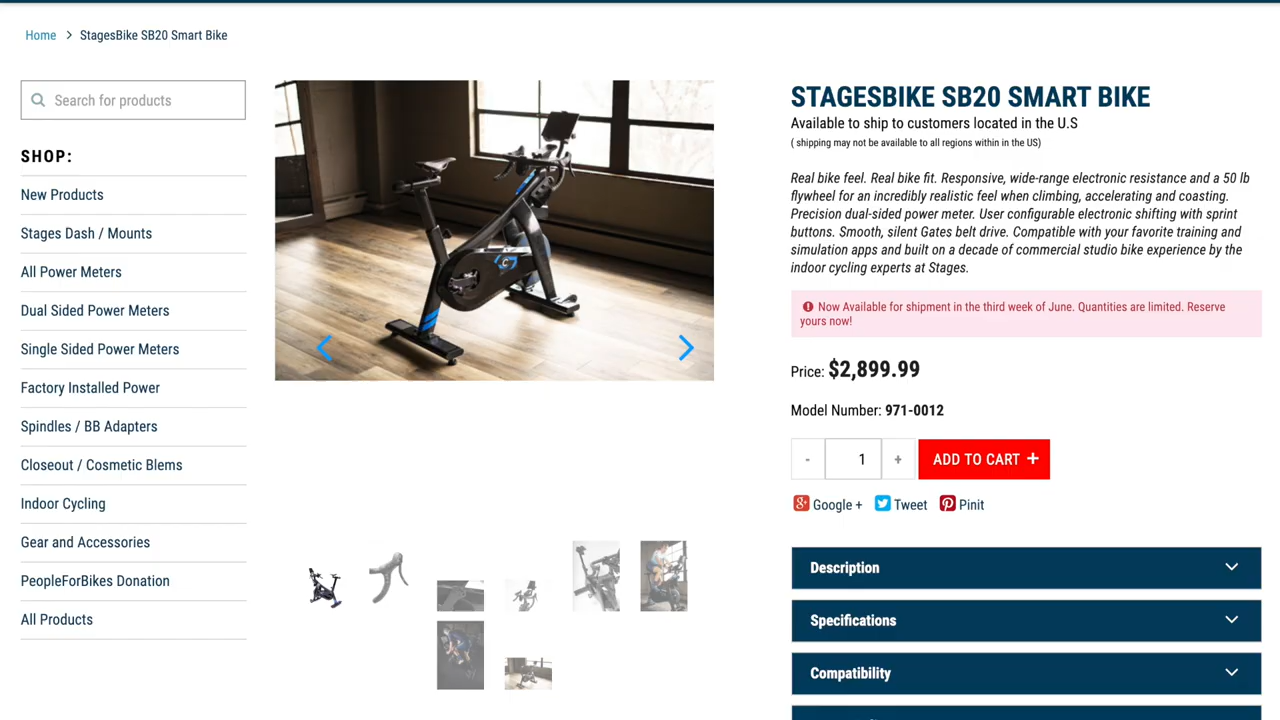 Home > StagesBike SB20 Smart Bike
Search for products
SHOP:
New Products
Stages Dash / Mounts
All Power Meters
Dual Sided Power Meters
Single Sided Power Meters
Factory Installed Power
Spindles / BB Adapters
Closeout / Cosmetic Blems
Indoor Cycling
Gear and Accessories
PeopleForBikes Donation
All Products
STAGESBIKE SB20 SMART BIKE
Available to ship to customers located in the U.S
( shipping may not be available to all regions within in the US)
Real bike feel. Real bike fit. Responsive, wide-range electronic resistance and a 50 lb
flywheel for an incredibly realistic feel when climbing, accelerating and coasting.
Precision dual-sided power meter. User configurable electronic shifting with sprint
buttons. Smooth, silent Gates belt drive. Compatible with your favorite training and
simulation apps and built on a decade of commercial studio bike experience by the
indoor cycling experts at Stages.
Now Available for shipment in the third week of June. Quantities are limited. Reserve
yours now!
Price: $2,899.99
Model Number: 971-0012
- 1 + ADD TO CART +
Google + Tweet Pinit
Description
Specifications
Compatibility